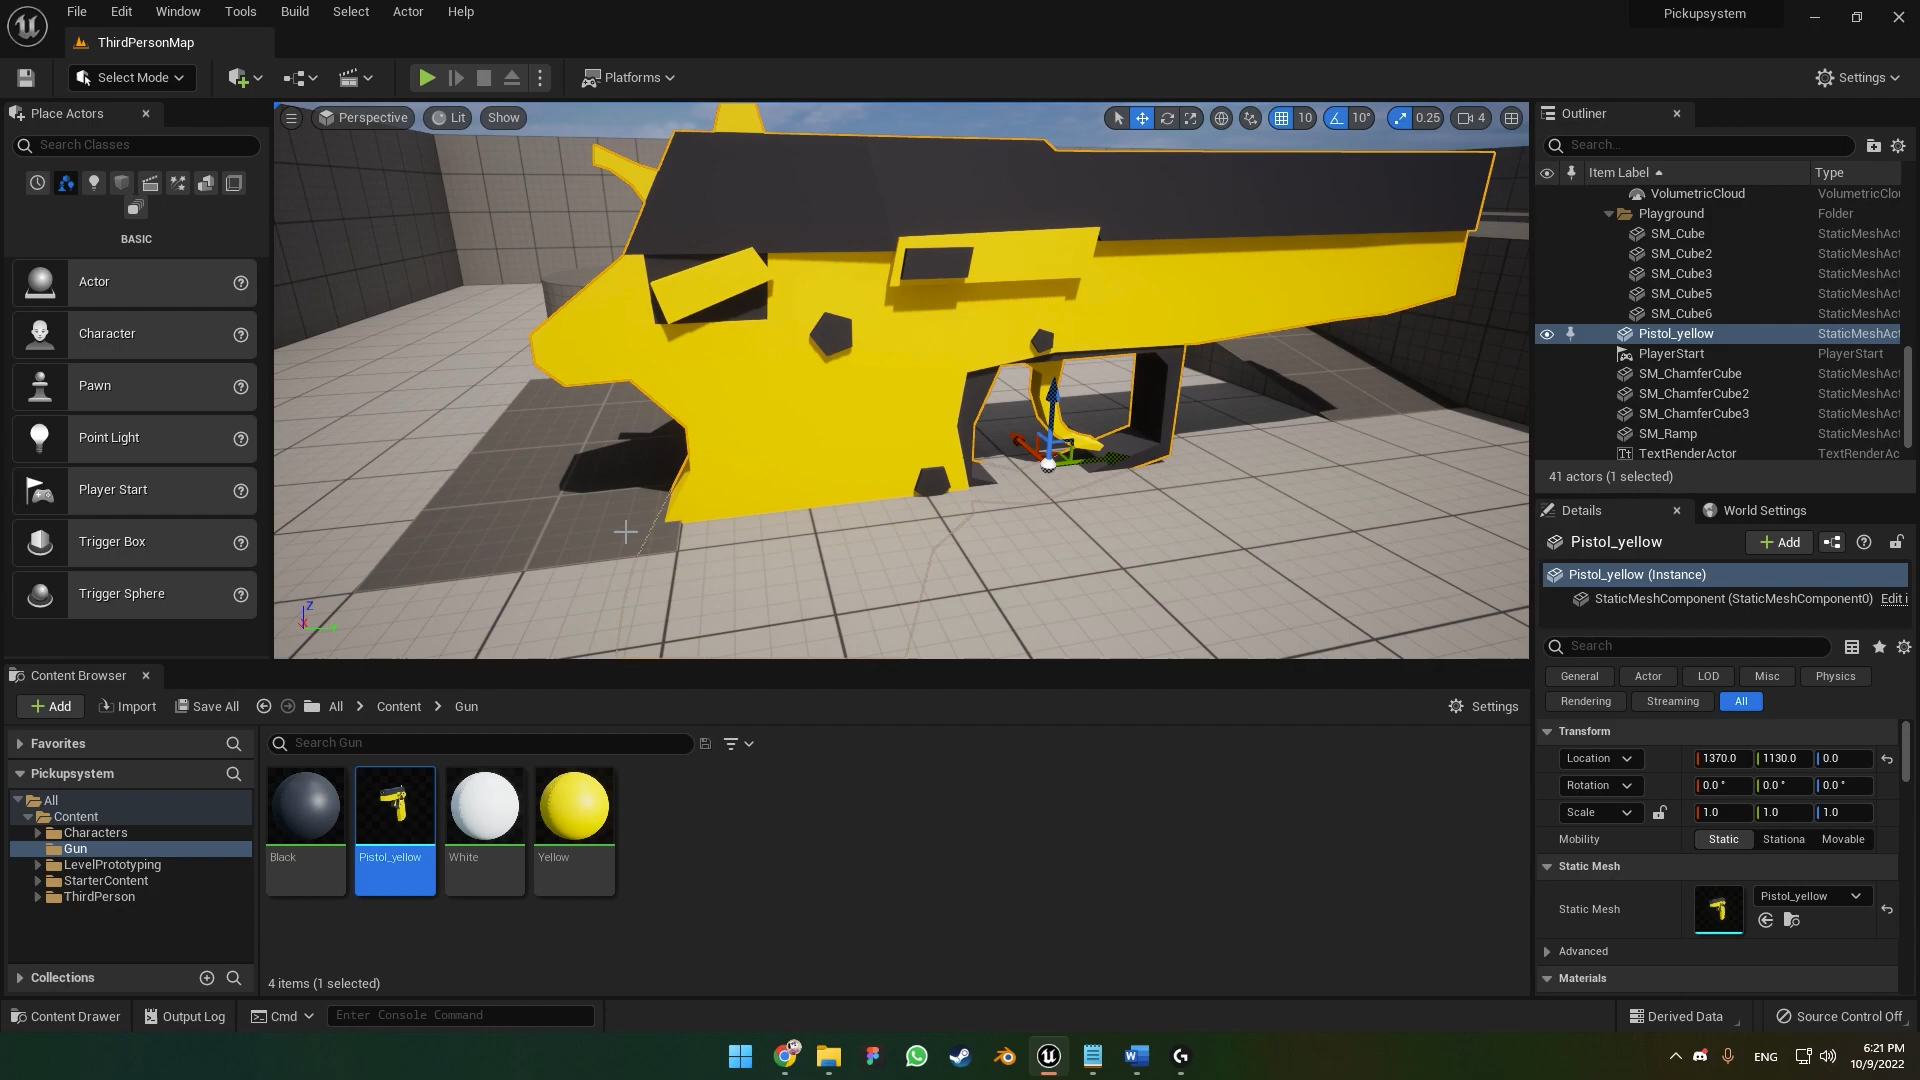 File Edit Window Tools Build Select Actor Help
Pickupsystem
ThirdPersonMap
Select Mode
Platforms
Settings
Place Actors
Search Classes
BASIC
Actor
Character
Pawn
Point Light
Player Start
Trigger Box
Trigger Sphere
Perspective
Lit
Show
10
10°
0.25
4
Z
X
Outliner
Search...
Item Label
Type
VolumetricCloud VolumetricClou
Playground Folder
SM_Cube StaticMeshAct
SM_Cube2 StaticMeshAct
SM_Cube3 StaticMeshAct
SM_Cube5 StaticMeshAct
SM_Cube6 StaticMeshAct
Pistol_yellow StaticMeshAct
PlayerStart PlayerStart
SM_ChamferCube StaticMeshAct
SM_ChamferCube2 StaticMeshAct
SM_ChamferCube3 StaticMeshAct
SM_Ramp StaticMeshAct
Tt TextRenderActor TextRenderAc
41 actors (1 selected)
Details
World Settings
Pistol_yellow
Add
Pistol_yellow (Instance)
StaticMeshComponent (StaticMeshComponent0) Edit i
Search
General Actor LOD Misc Physics
Rendering Streaming All
Transform
Location 1370.0 1130.0 0.0
Rotation 0.0 ° 0.0 ° 0.0 °
Scale 1.0 1.0 1.0
Mobility Static Stationa Movable
Static Mesh
Static Mesh
Pistol_yellow
Advanced
Materials
Content Browser
Add Import Save All All Content Gun
Settings
Favorites
Pickupsystem
All
Content
Characters
Gun
LevelPrototyping
StarterContent
ThirdPerson
Collections
Search Gun
Black
Pistol_yellow
White
Yellow
4 items (1 selected)
Content Drawer
Output Log
Cmd
Enter Console Command
Derived Data
Source Control Off
ENG
6:21 PM
10/9/2022